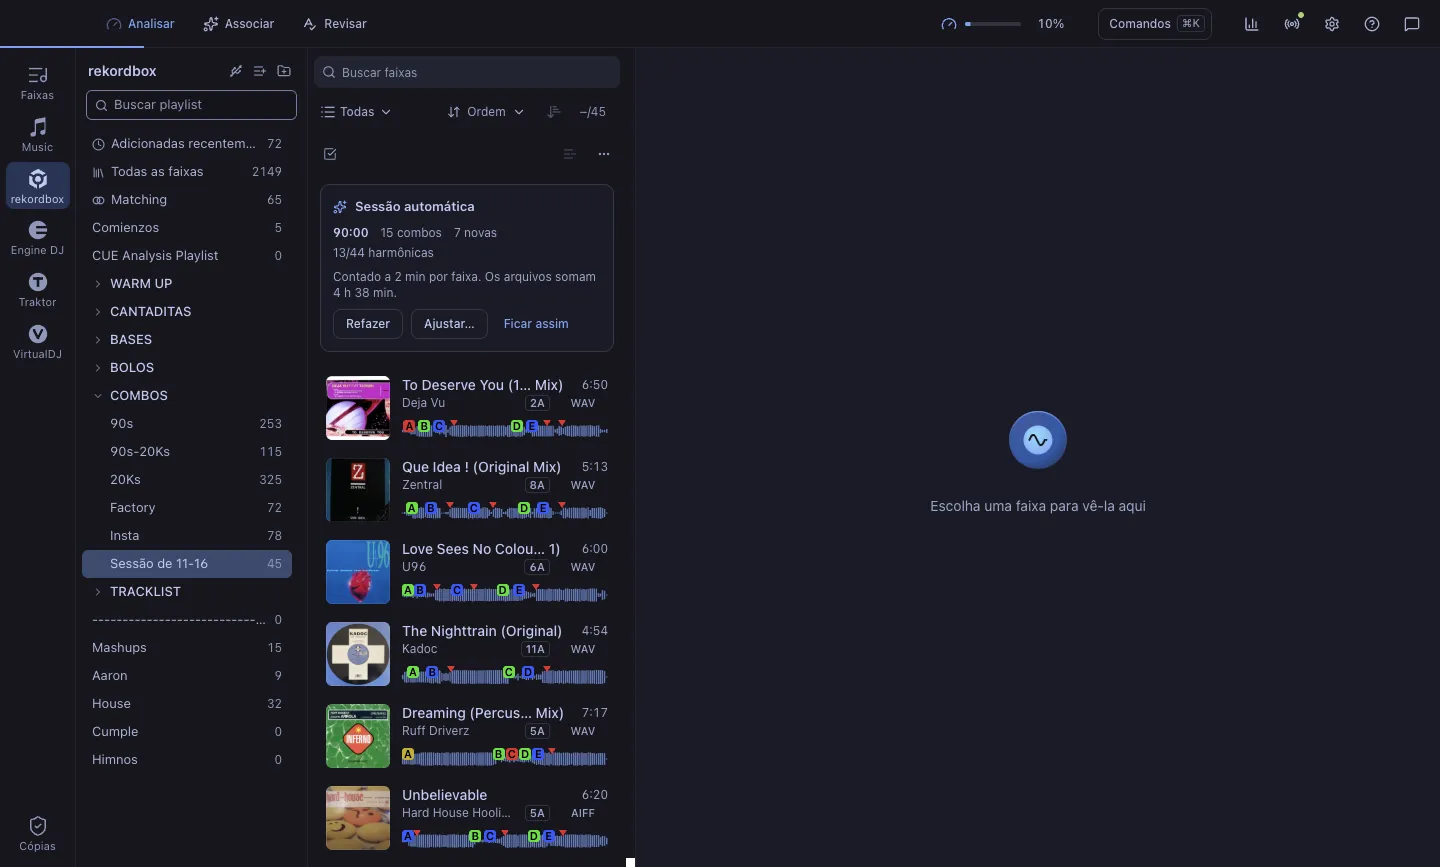 Analisar
Associar
Revisar
10%
Comandos ⌘K
Faixas
Music
rekordbox
Engine DJ
Traktor
VirtualDJ
Cópias
rekordbox
Buscar playlist
Adicionadas recentem... 72
Todas as faixas 2149
Matching 65
Comienzos 5
CUE Analysis Playlist 0
WARM UP
CANTADITAS
BASES
BOLOS
COMBOS
90s 253
90s-20Ks 115
20Ks 325
Factory 72
Insta 78
Sessão de 11-16 45
TRACKLIST
---------------------------... 0
Mashups 15
Aaron 9
House 32
Cumple 0
Himnos 0
Buscar faixas
Todas Ordem –/45
Sessão automática
90:00 15 combos 7 novas
13/44 harmônicas
Contado a 2 min por faixa. Os arquivos somam
4 h 38 min.
Refazer Ajustar... Ficar assim
To Deserve You (1... Mix) 6:50
Deja Vu 2A WAV
A B C D E
Que Idea ! (Original Mix) 5:13
Zentral 8A WAV
A B C D E
Love Sees No Colou... 1) 6:00
U96 6A WAV
A B C D E
The Nighttrain (Original) 4:54
Kadoc 11A WAV
A B C D
Dreaming (Percus... Mix) 7:17
Ruff Driverz 5A WAV
A B C D E
Unbelievable 6:20
Hard House Hooli... 5A AIFF
A B C D E
TO DESERVE YOU
Z
ZENTRAL
U96
KADOC
INFERNO
Escolha uma faixa para vê-la aqui